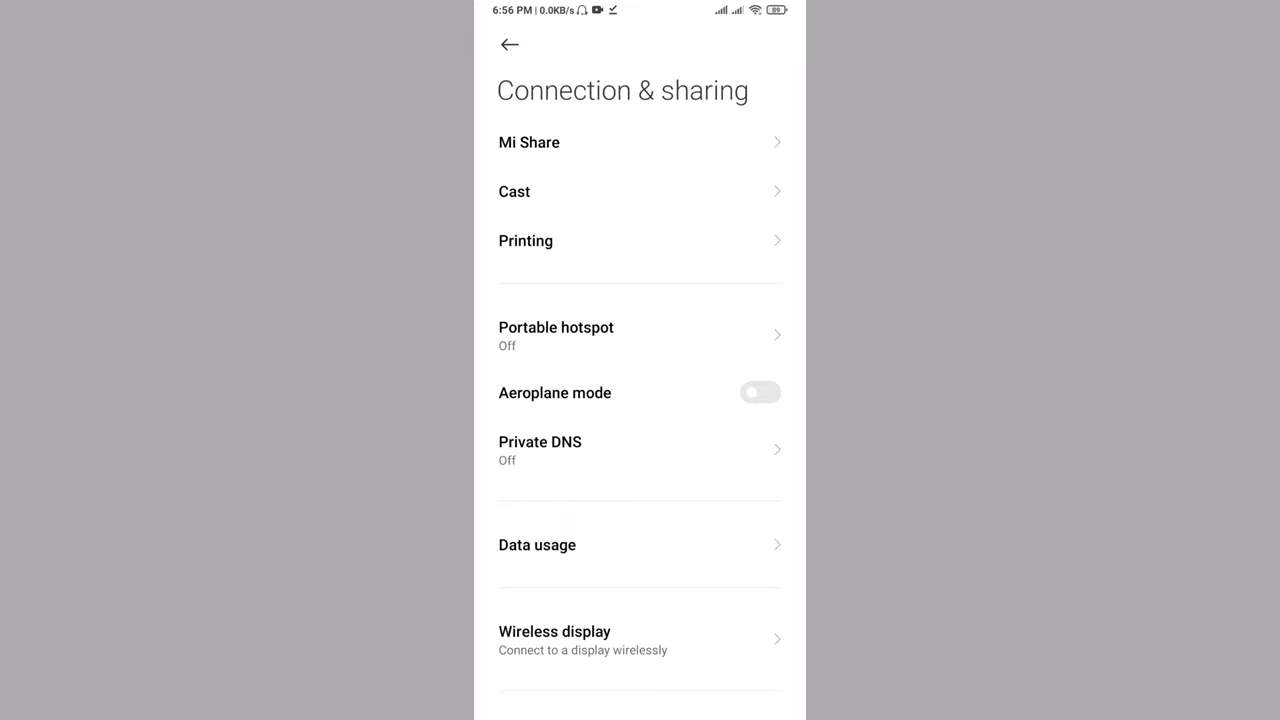 6:56 PM | 0.0KB/s 89
Connection & sharing
Mi Share
Cast
Printing
Portable hotspot
Off
Aeroplane mode
Private DNS
Off
Data usage
Wireless display
Connect to a display wirelessly